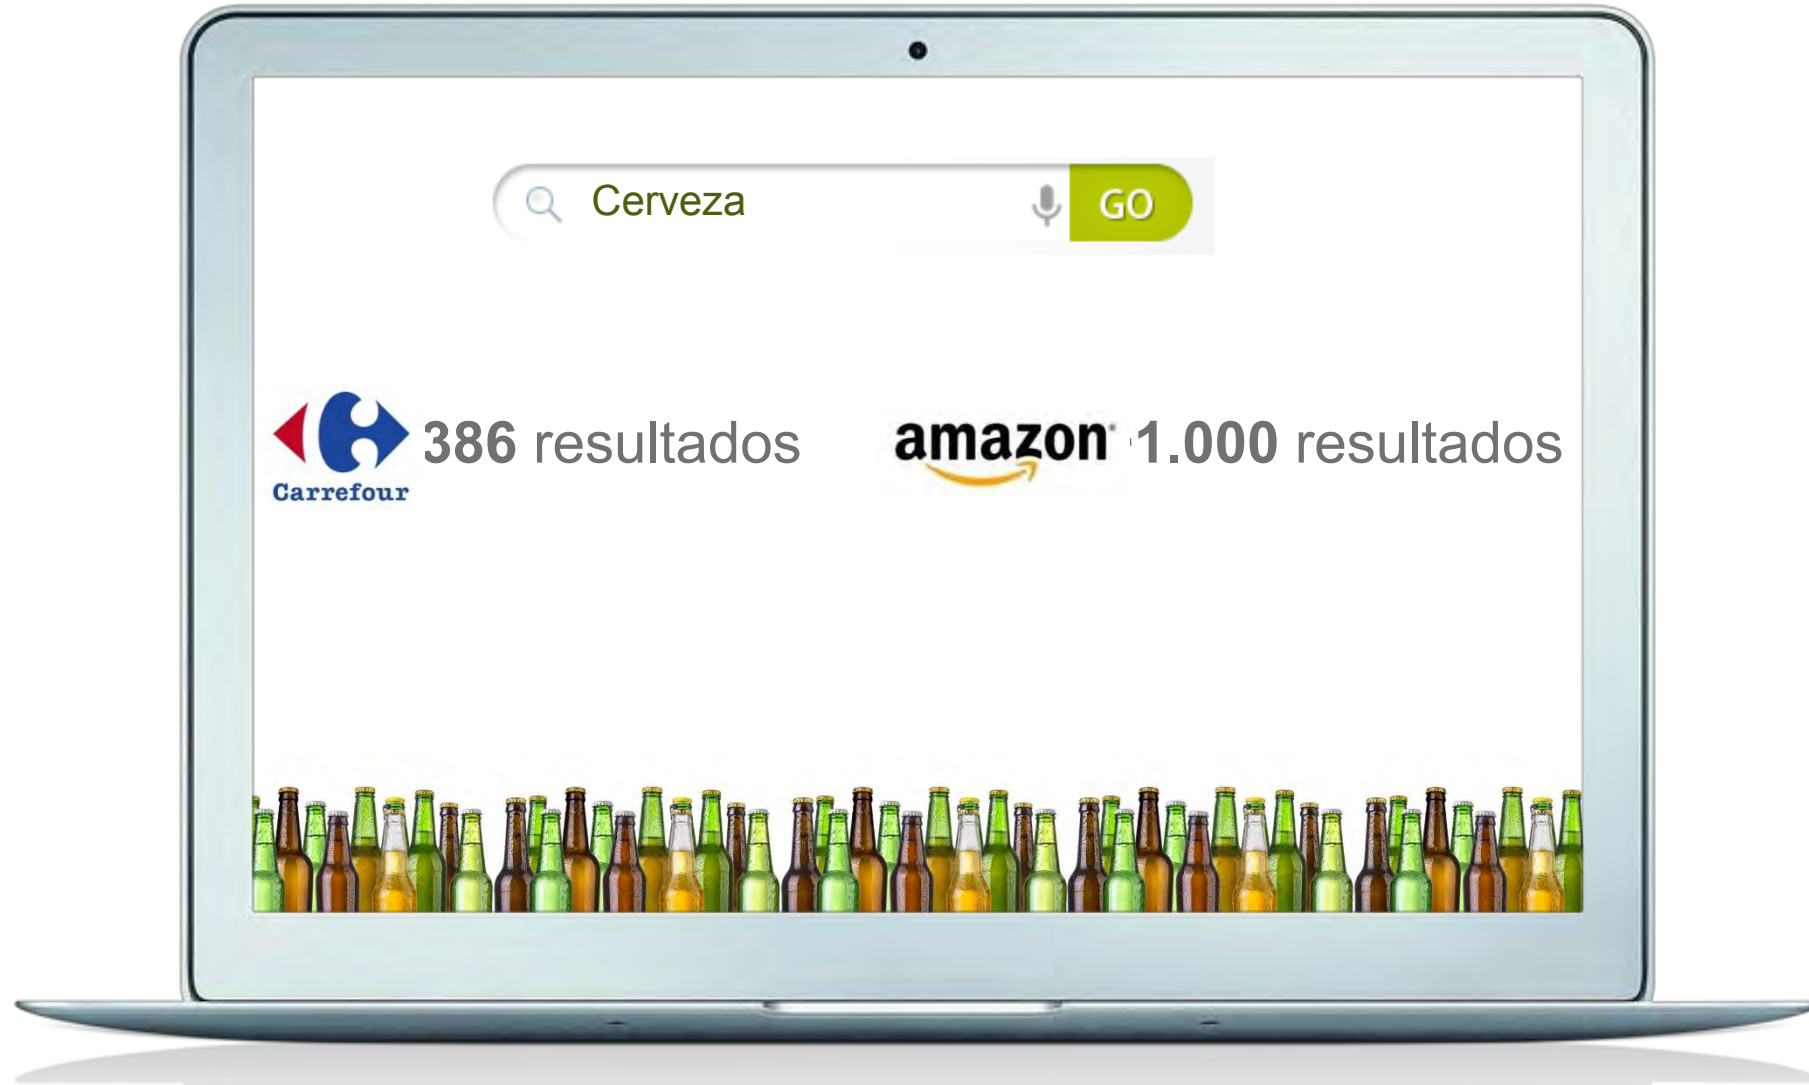 Cerveza
GO
386 resultados
amazon
1.000 resultados
Carrefour